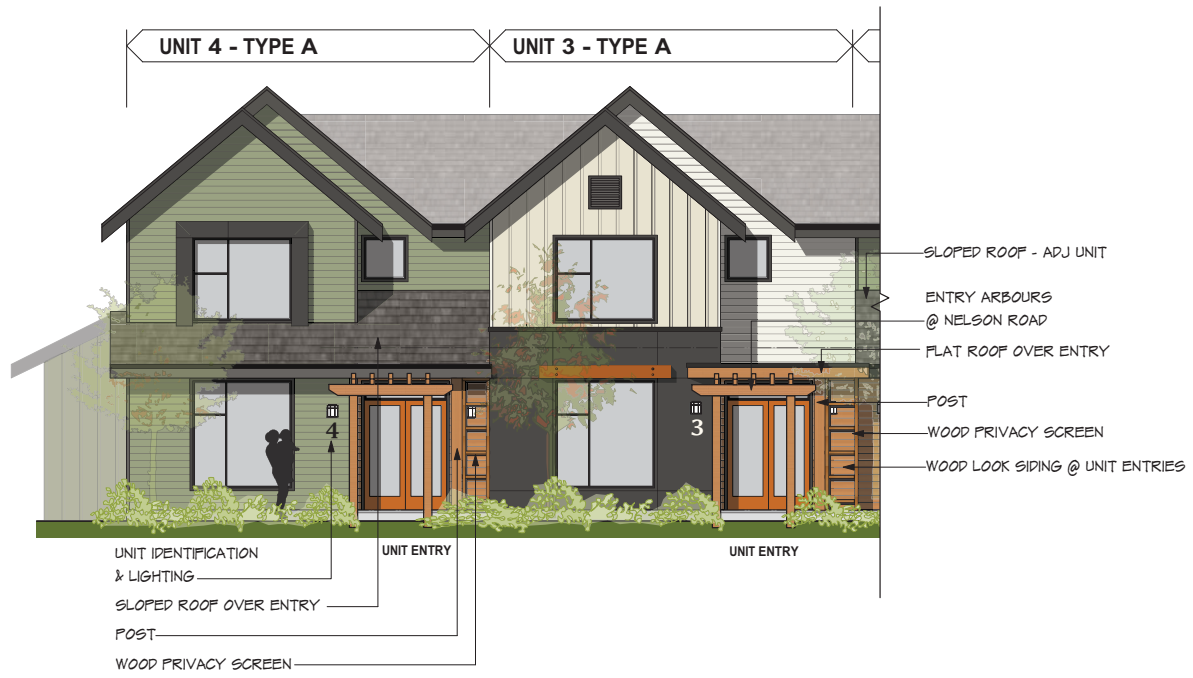 UNIT 4 - TYPE A
UNIT 3 - TYPE A
SLOPED ROOF - ADJ UNIT
ENTRY ARBOURS
@ NELSON ROAD
FLAT ROOF OVER ENTRY
POST
WOOD PRIVACY SCREEN
WOOD LOOK SIDING @ UNIT ENTRIES
4
3
UNIT ENTRY
UNIT ENTRY
UNIT IDENTIFICATION
& LIGHTING
SLOPED ROOF OVER ENTRY
POST
WOOD PRIVACY SCREEN